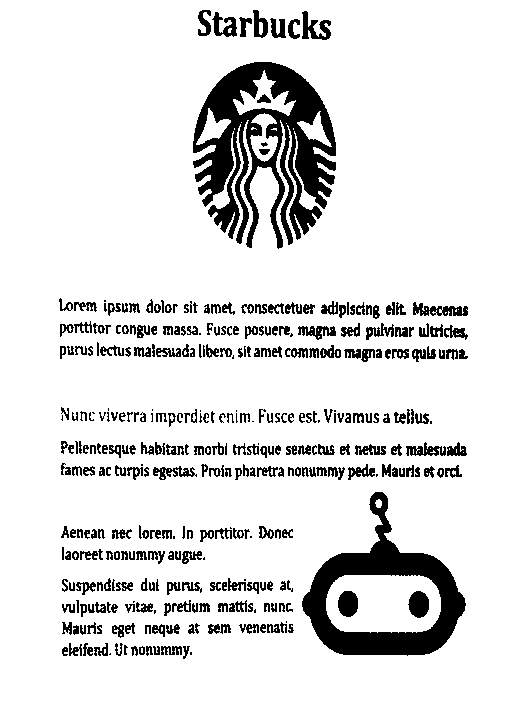 Starbucks
Lorem ipsum dolor sit amet, consectetuer adipiscing elit. Maecenas
porttitor congue massa. Fusce posuere, magna sed pulvinar ultricies,
purus lectus malesuada libero, sit amet commodo magna eros quis urna.
Nunc viverra imperdiet enim. Fusce est. Vivamus a tellus.
Pellentesque habitant morbi tristique senectus et netus et malesuada
fames ac turpis egestas. Proin pharetra nonummy pede. Mauris et orci.
Aenean nec lorem. In porttitor. Donec
laoreet nonummy augue.
Suspendisse dui purus, scelerisque at,
vulputate vitae, pretium mattis, nunc.
Mauris eget neque at sem venenatis
eleifend. Ut nonummy.